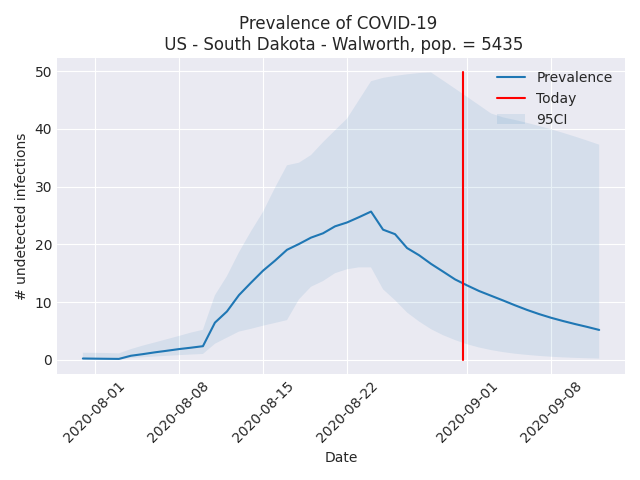 Prevalence of COVID-19
US - South Dakota - Walworth, pop. = 5435
# undetected infections
50
40
30
20
10
0
Prevalence
Today
95CI
2020-08-01
2020-08-08
2020-08-15
2020-08-22
2020-09-01
2020-09-08
Date